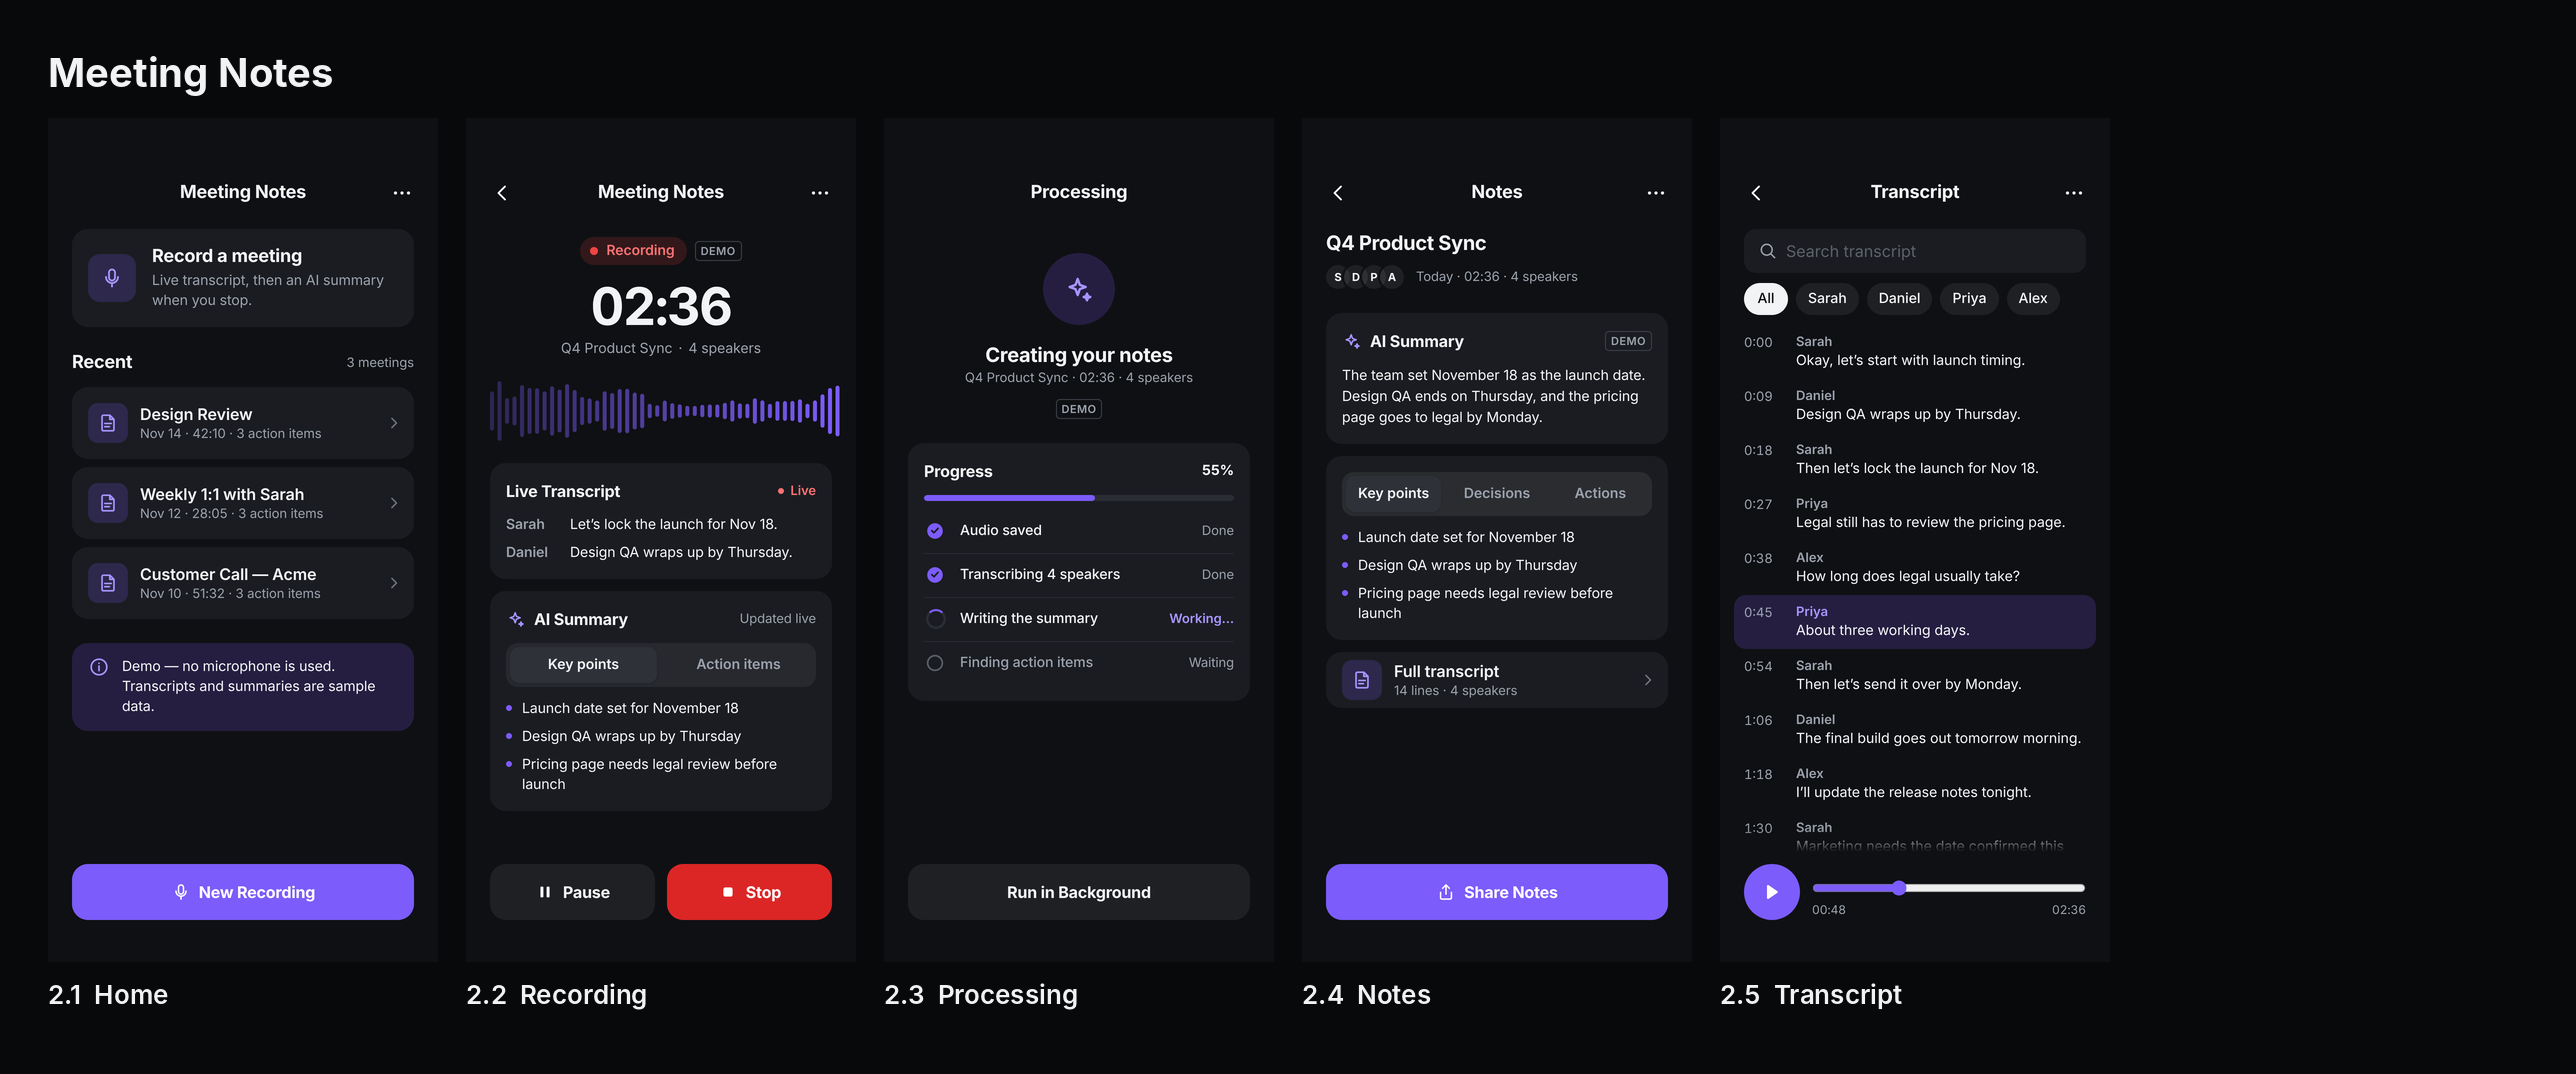 Meeting Notes
Meeting Notes
Record a meeting
Live transcript, then an AI summary
when you stop.
Recent
3 meetings
Design Review
Nov 14 · 42:10 · 3 action items
Weekly 1:1 with Sarah
Nov 12 · 28:05 · 3 action items
Customer Call — Acme
Nov 10 · 51:32 · 3 action items
Demo — no microphone is used.
Transcripts and summaries are sample
data.
New Recording
2.1 Home
Meeting Notes
Recording
DEMO
02:36
Q4 Product Sync · 4 speakers
Live Transcript
Live
Sarah Let’s lock the launch for Nov 18.
Daniel Design QA wraps up by Thursday.
AI Summary
Updated live
Key points
Action items
Launch date set for November 18
Design QA wraps up by Thursday
Pricing page needs legal review before
launch
Pause
Stop
2.2 Recording
Processing
Creating your notes
Q4 Product Sync · 02:36 · 4 speakers
DEMO
Progress
55%
Audio saved Done
Transcribing 4 speakers Done
Writing the summary Working...
Finding action items Waiting
Run in Background
2.3 Processing
Notes
Q4 Product Sync
S D P A
Today · 02:36 · 4 speakers
AI Summary
DEMO
The team set November 18 as the launch date.
Design QA ends on Thursday, and the pricing
page goes to legal by Monday.
Key points
Decisions
Actions
Launch date set for November 18
Design QA wraps up by Thursday
Pricing page needs legal review before
launch
Full transcript
14 lines · 4 speakers
Share Notes
2.4 Notes
Transcript
Search transcript
All
Sarah
Daniel
Priya
Alex
0:00 Sarah
Okay, let’s start with launch timing.
0:09 Daniel
Design QA wraps up by Thursday.
0:18 Sarah
Then let’s lock the launch for Nov 18.
0:27 Priya
Legal still has to review the pricing page.
0:38 Alex
How long does legal usually take?
0:45 Priya
About three working days.
0:54 Sarah
Then let’s send it over by Monday.
1:06 Daniel
The final build goes out tomorrow morning.
1:18 Alex
I’ll update the release notes tonight.
1:30 Sarah
Marketing needs the date confirmed this
00:48
02:36
2.5 Transcript